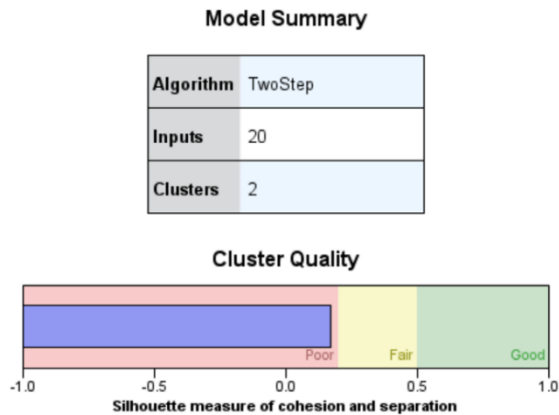 Model Summary
Algorithm TwoStep
Inputs 20
Clusters 2
Cluster Quality
Poor Fair Good
-1.0 -0.5 0.0 0.5 1.0
Silhouette measure of cohesion and separation